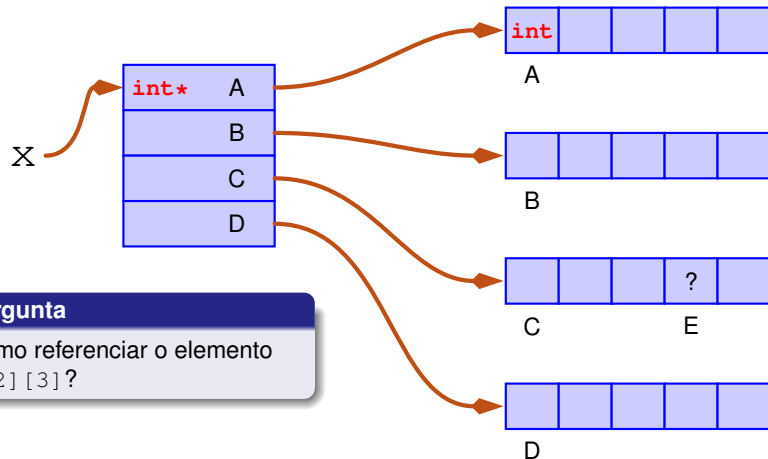 int
A
int* A
B
X
C
B
D
?
rgunta
C E
mo referenciar o elemento
2][3]?
D